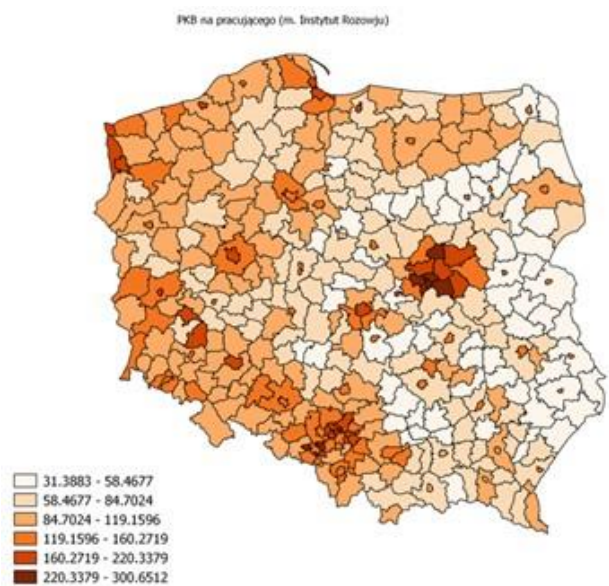 PKB na pracującego (m. Instytut Rozowju)
31.3883 - 58.4677
58.4677 - 84.7024
84.7024 - 119.1596
119.1596 - 160.2719
160.2719 - 220.3379
220.3379 - 300.6512